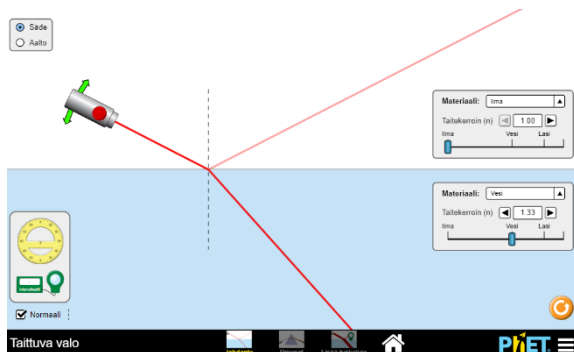 Sade
Aalto
Materiaali: Ilma
Taitekerroin (n) 1.00
Ilma Vesi Lasi
Materiaali: Vesi
Taitekerroin (n) 1.33
Ilma Vesi Lasi
Normaali
Taittuva valo
PhET